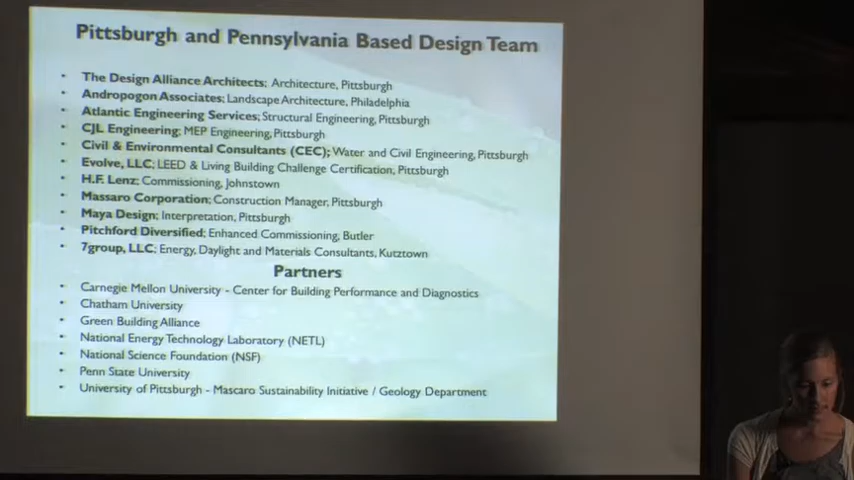 Pittsburgh and Pennsylvania Based Design Team
• The Design Alliance Architects; Architecture, Pittsburgh
• Andropogon Associates; Landscape Architecture, Philadelphia
• Atlantic Engineering Services; Structural Engineering, Pittsburgh
• CJL Engineering; MEP Engineering, Pittsburgh
• Civil & Environmental Consultants (CEC); Water and Civil Engineering, Pittsburgh
• Evolve, LLC; LEED & Living Building Challenge Certification, Pittsburgh
• H.F. Lenz; Commissioning, Johnstown
• Massaro Corporation; Construction Manager, Pittsburgh
• Maya Design; Interpretation, Pittsburgh
• Pitchford Diversified; Enhanced Commissioning, Butler
• 7group, LLC; Energy, Daylight and Materials Consultants, Kutztown
Partners
• Carnegie Mellon University - Center for Building Performance and Diagnostics
• Chatham University
• Green Building Alliance
• National Energy Technology Laboratory (NETL)
• National Science Foundation (NSF)
• Penn State University
• University of Pittsburgh - Mascaro Sustainability Initiative / Geology Department